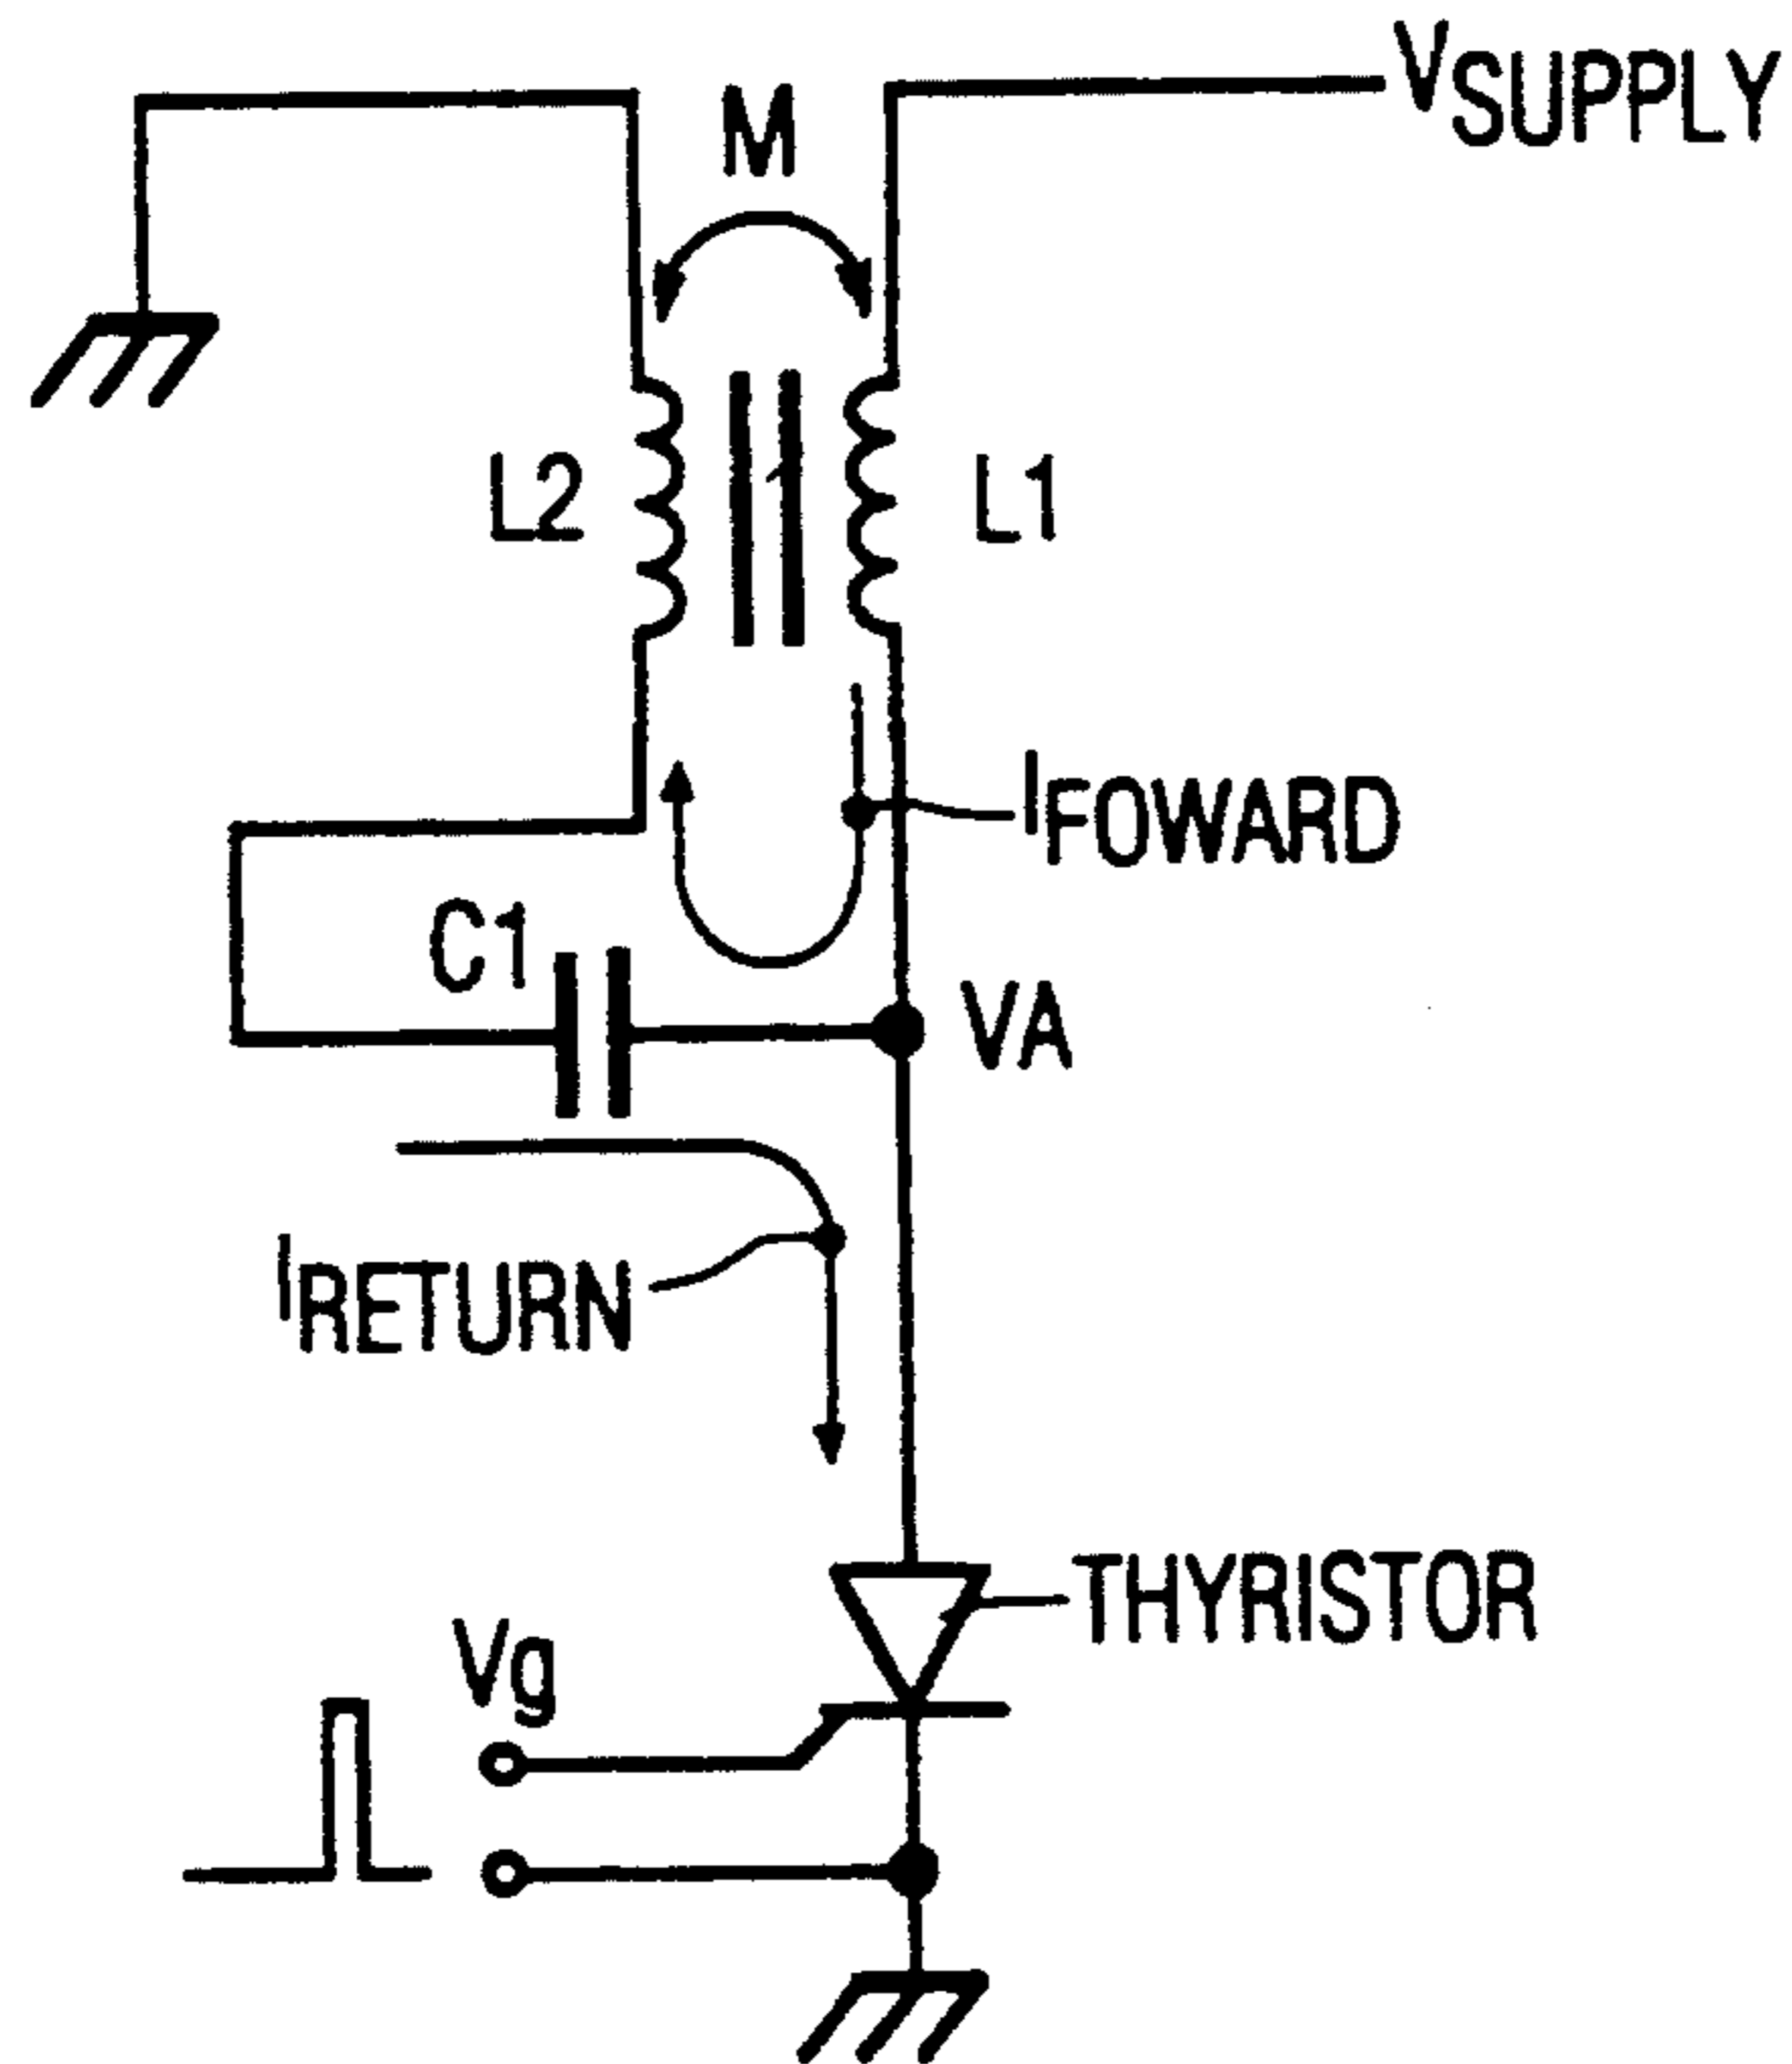 VSUPPLY
M
L2
L1
IFOWARD
C1
VA
IRETURN
THYRISTOR
Vg